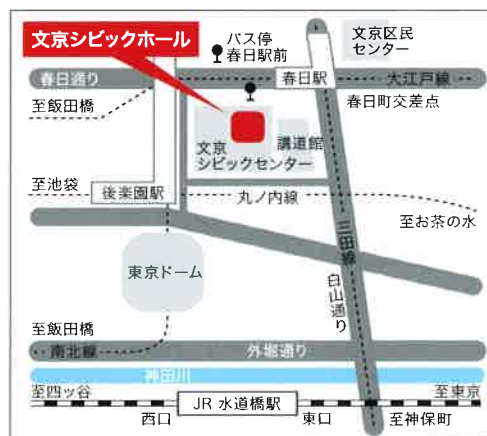 文京シビックホール
バス停
春日駅前
文京区民
センター
春日通り
春日駅
大江戸線
至飯田橋
春日町交差点
文京
シビックセンター
講道館
至池袋
後楽園駅
丸ノ内線
至お茶の水
三田線
東京ドーム
白山通り
至飯田橋
南北線
外堀通り
神田川
至四ッ谷
至東京
西口
JR 水道橋駅
東口
至神保町